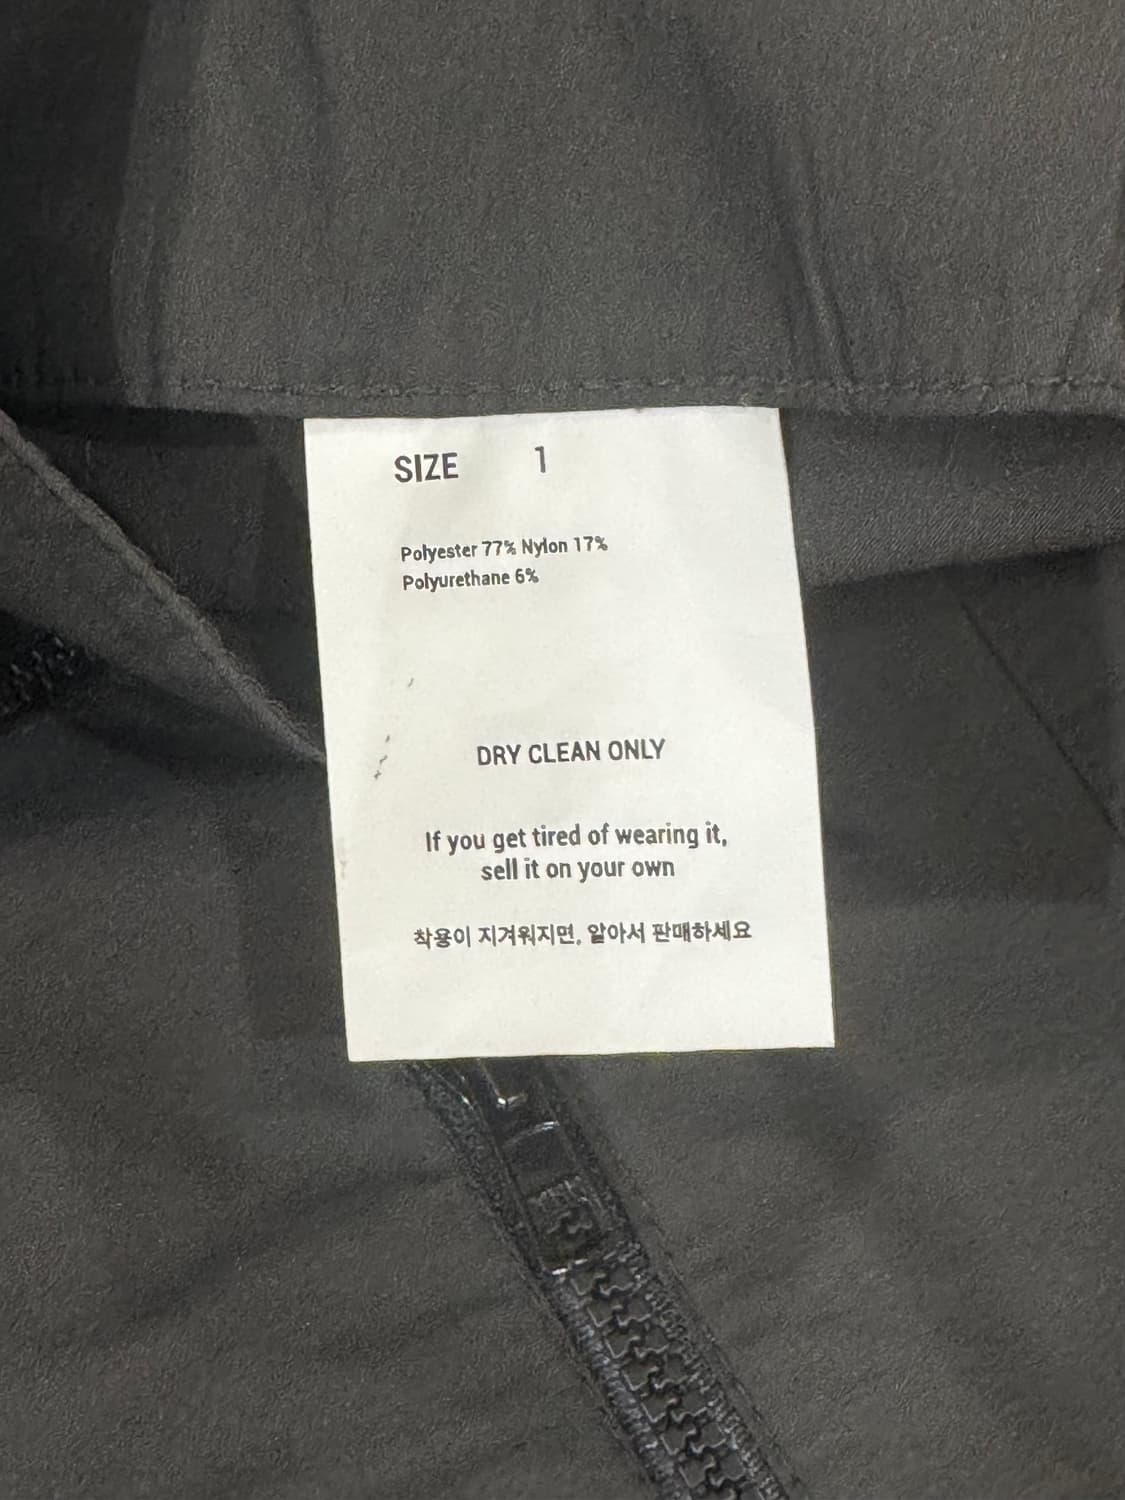 SIZE 1
Polyester 77% Nylon 17%
Polyurethane 6%
DRY CLEAN ONLY
If you get tired of wearing it,
sell it on your own
착용이 지겨워지면, 알아서 판매하세요